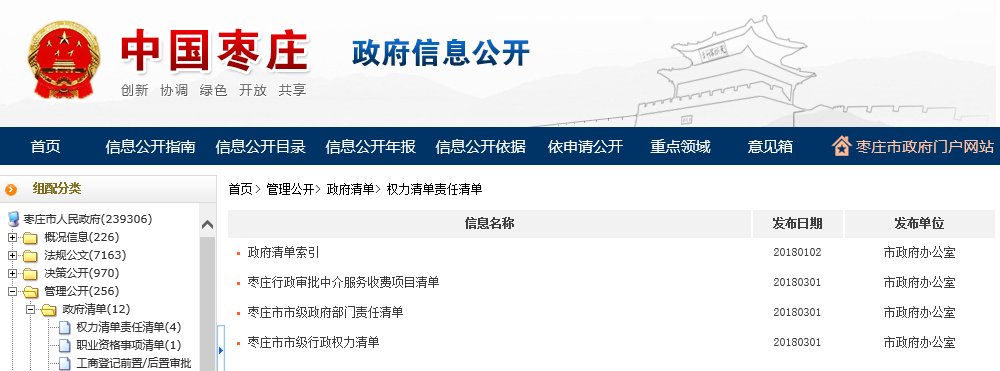 中国枣庄
政府信息公开
创新 协调 绿色 开放 共享
首页 信息公开指南 信息公开目录 信息公开年报 信息公开依据 依申请公开 重点领域 意见箱 枣庄市政府门户网站
组配分类
首页> 管理公开> 政府清单> 权力清单责任清单
枣庄市人民政府(239306)
概况信息(226)
法规公文(7163)
决策公开(970)
管理公开(256)
政府清单(12)
权力清单责任清单(4)
职业资格事项清单(1)
工商登记前置/后置审批
信息名称 发布日期 发布单位
政府清单索引 20180102 市政府办公室
枣庄行政审批中介服务收费项目清单 20180301 市政府办公室
枣庄市市级政府部门责任清单 20180301 市政府办公室
枣庄市市级行政权力清单 20180301 市政府办公室